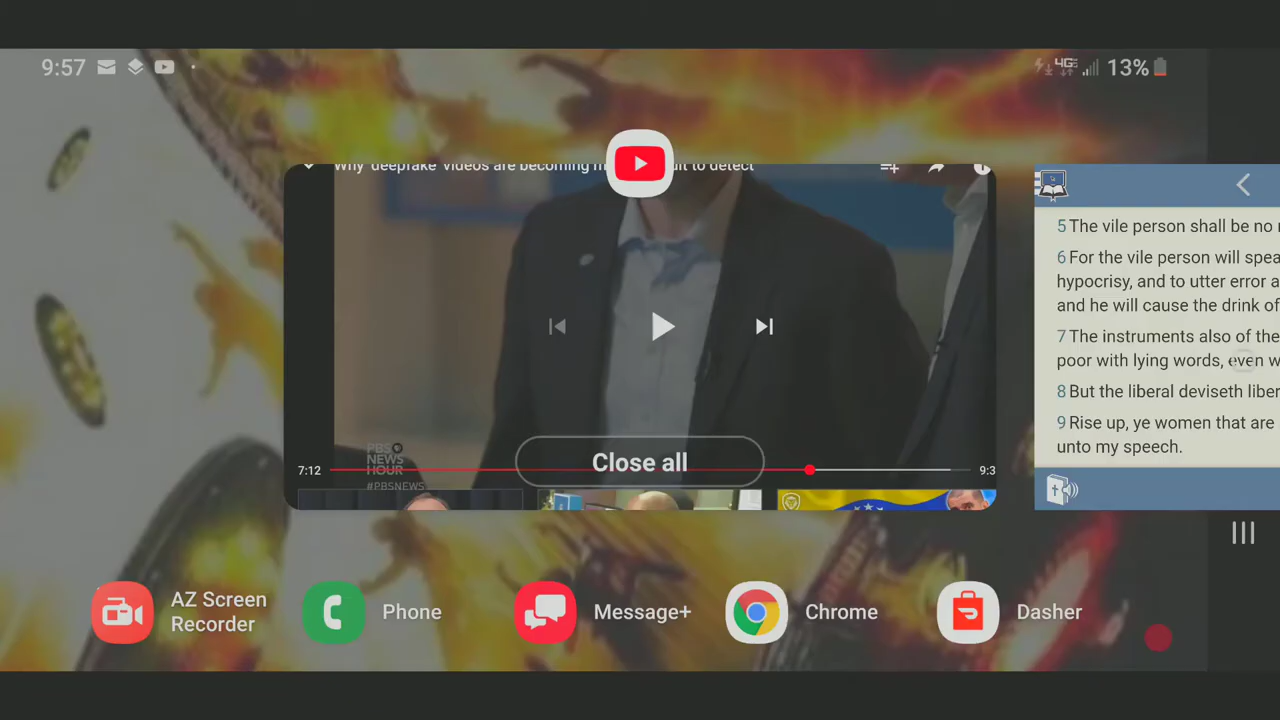 9:57
4GE 13%
Why 'deepfake' videos are becoming m to detect
PBS
NEWS
HOUR
#PBSNEWS
7:12
9:3
Close all
5 The vile person shall be no
6 For the vile person will spea
hypocrisy, and to utter error a
and he will cause the drink of
7 The instruments also of the
poor with lying words, even w
8 But the liberal deviseth liber
9 Rise up, ye women that are
unto my speech.
AZ Screen
Recorder
Phone
Message+
Chrome
Dasher